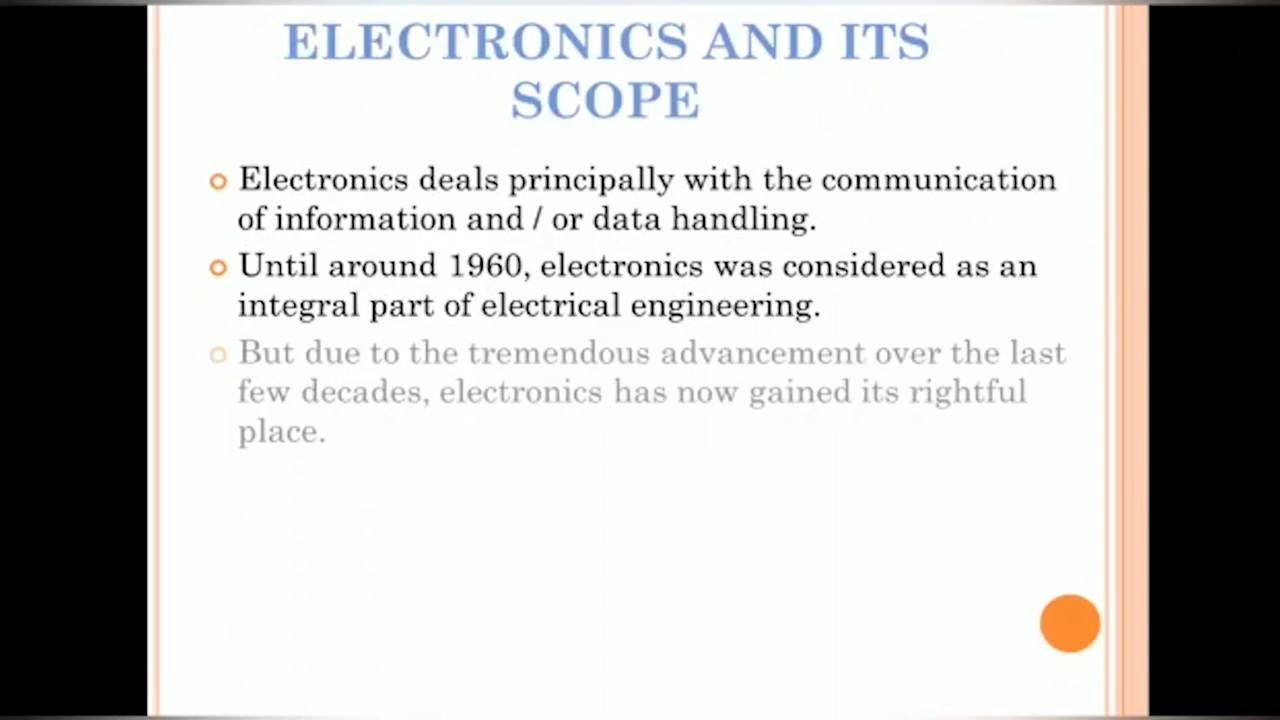 ELECTRONICS AND ITS
SCOPE
Electronics deals principally with the communication
of information and / or data handling.
Until around 1960, electronics was considered as an
integral part of electrical engineering.
But due to the tremendous advancement over the last
few decades, electronics has now gained its rightful
place.